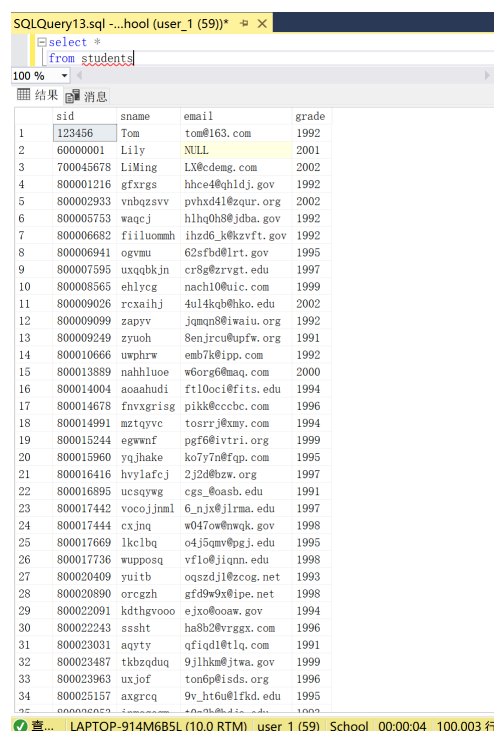 SQLQuery13.sql -...hool (user_1 (59))*
select *
from students
100 %
结果 消息
sid sname email grade
1 123456 Tom tom@163.com 1992
2 60000001 Lily NULL 2001
3 700045678 LiMing LX@cdemg.com 2002
4 800001216 gfxrgs hhce4@qhldj.gov 1992
5 800002933 vnbqzsvv pvhxd4l@zqur.org 2002
6 800005753 waqcj hlhq0h8@jdba.gov 1992
7 800006682 fiiluommh ihzd6_k@kzvft.gov 1992
8 800006941 ogvmu 62sfbd@lrt.gov 1995
9 800007595 uxqqbkjn cr8g@zrvgt.edu 1997
10 800008565 ehlycg nach10@uic.com 1999
11 800009026 rcxaihj 4ul4kqb@hko.edu 2002
12 800009099 zapyv jqmqn8@iwaiu.org 1992
13 800009249 zyuoh 8enjrcu@upfw.org 1991
14 800010666 uwphrw emb7k@ipp.com 1992
15 800013889 nahhluoe w6org6@maq.com 2000
16 800014004 aoaahudi ftl0oci@fits.edu 1994
17 800014678 fnvxgrisg pikk@cccbc.com 1996
18 800014991 mztqyvc tosrrj@xmy.com 1994
19 800015244 egwwnf pgf6@ivtri.org 1999
20 800015960 yqjhake ko7y7n@fqp.com 1995
21 800016416 hvylafcj 2j2d@bzw.org 1997
22 800016895 ucsqywg cgs_@oasb.edu 1991
23 800017442 vocojjnml 6_njx@jlrma.edu 1997
24 800017444 cxjnq w047ow@nwqk.gov 1998
25 800017669 lkclbq o4j5qmv@pgj.edu 1995
26 800017736 wupposq vflo@jiqnn.edu 1998
27 800020409 yuitb oqszdjl@zcog.net 1993
28 800020890 orcgzh gfd9w9x@ipe.net 1998
29 800022091 kdthgvooo ejxo@ooaw.gov 1994
30 800022243 sssht ha8b2@vrggx.com 1996
31 800023031 aqyty qfiqdl@tlq.com 1991
32 800023487 tkbzqduq 9jlhkm@jtwa.gov 1999
33 800023963 uxjof ton6p@isds.org 1996
34 800025157 axgrcq 9v_ht6u@lfkd.edu 1995
查... LAPTOP-914M6B5L (10.0 RTM) user_1 (59) School 00:00:04 100,003 行